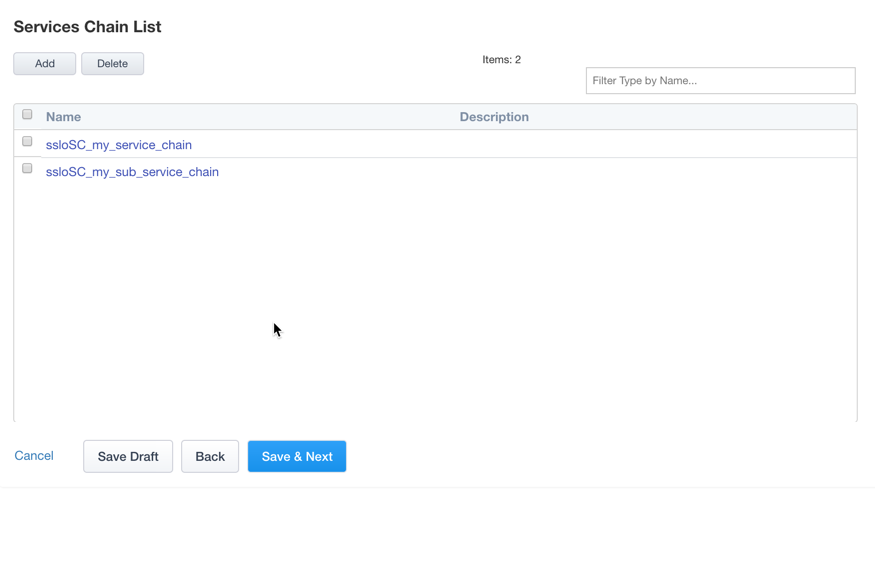 Services Chain List
Add Delete Items: 2
Filter Type by Name...
Name Description
ssloSC_my_service_chain
ssloSC_my_sub_service_chain
Cancel Save Draft Back Save & Next